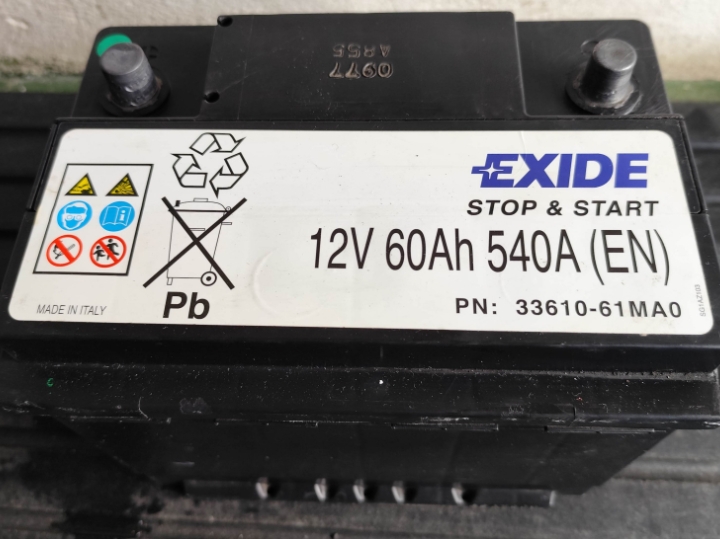 0977
AR55
EXIDE
STOP & START
12V 60Ah 540A (EN)
PN: 33610-61MA0
Pb
MADE IN ITALY